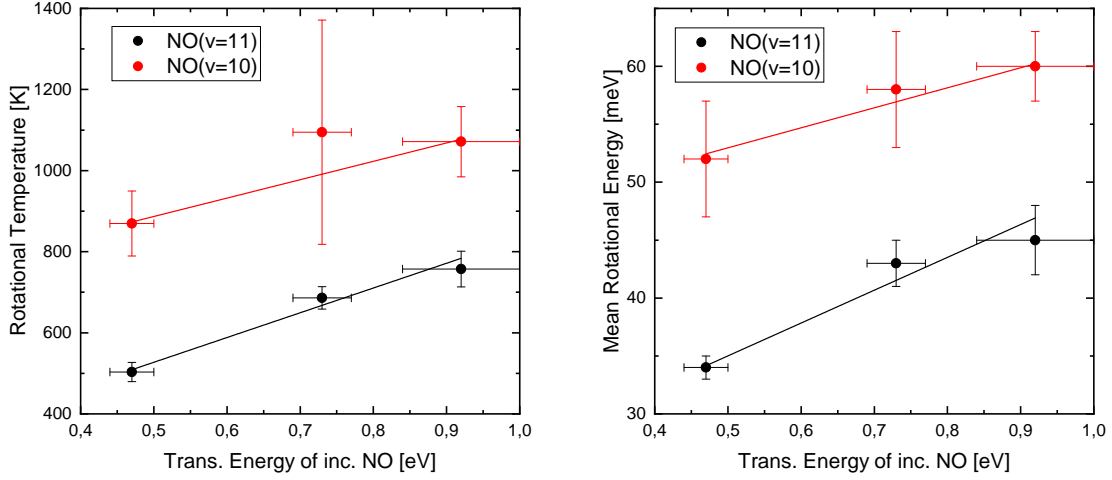 1400
1200
1000
800
600
400
Rotational Temperature [K]
NO(v=11)
NO(v=10)
0,4 0,5 0,6 0,7 0,8 0,9 1,0
Trans. Energy of inc. NO [eV]
60
50
40
30
Mean Rotational Energy [meV]
NO(v=11)
NO(v=10)
0,4 0,5 0,6 0,7 0,8 0,9 1,0
Trans. Energy of inc. NO [eV]